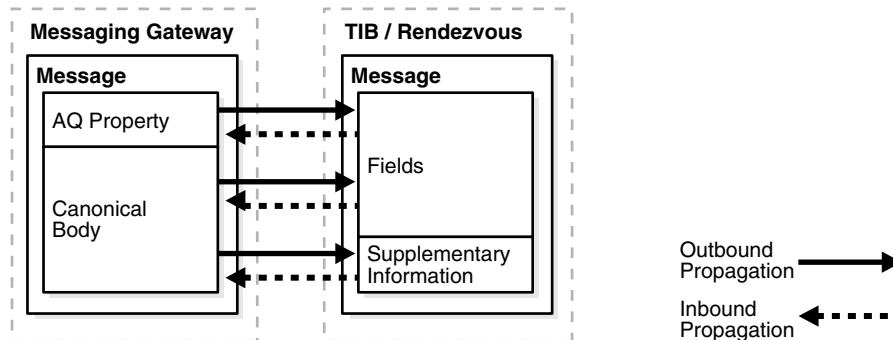 Messaging Gateway
TIB / Rendezvous
Message
Message
AQ Property
Fields
Canonical
Body
Supplementary
Information
Outbound
Propagation
Inbound
Propagation